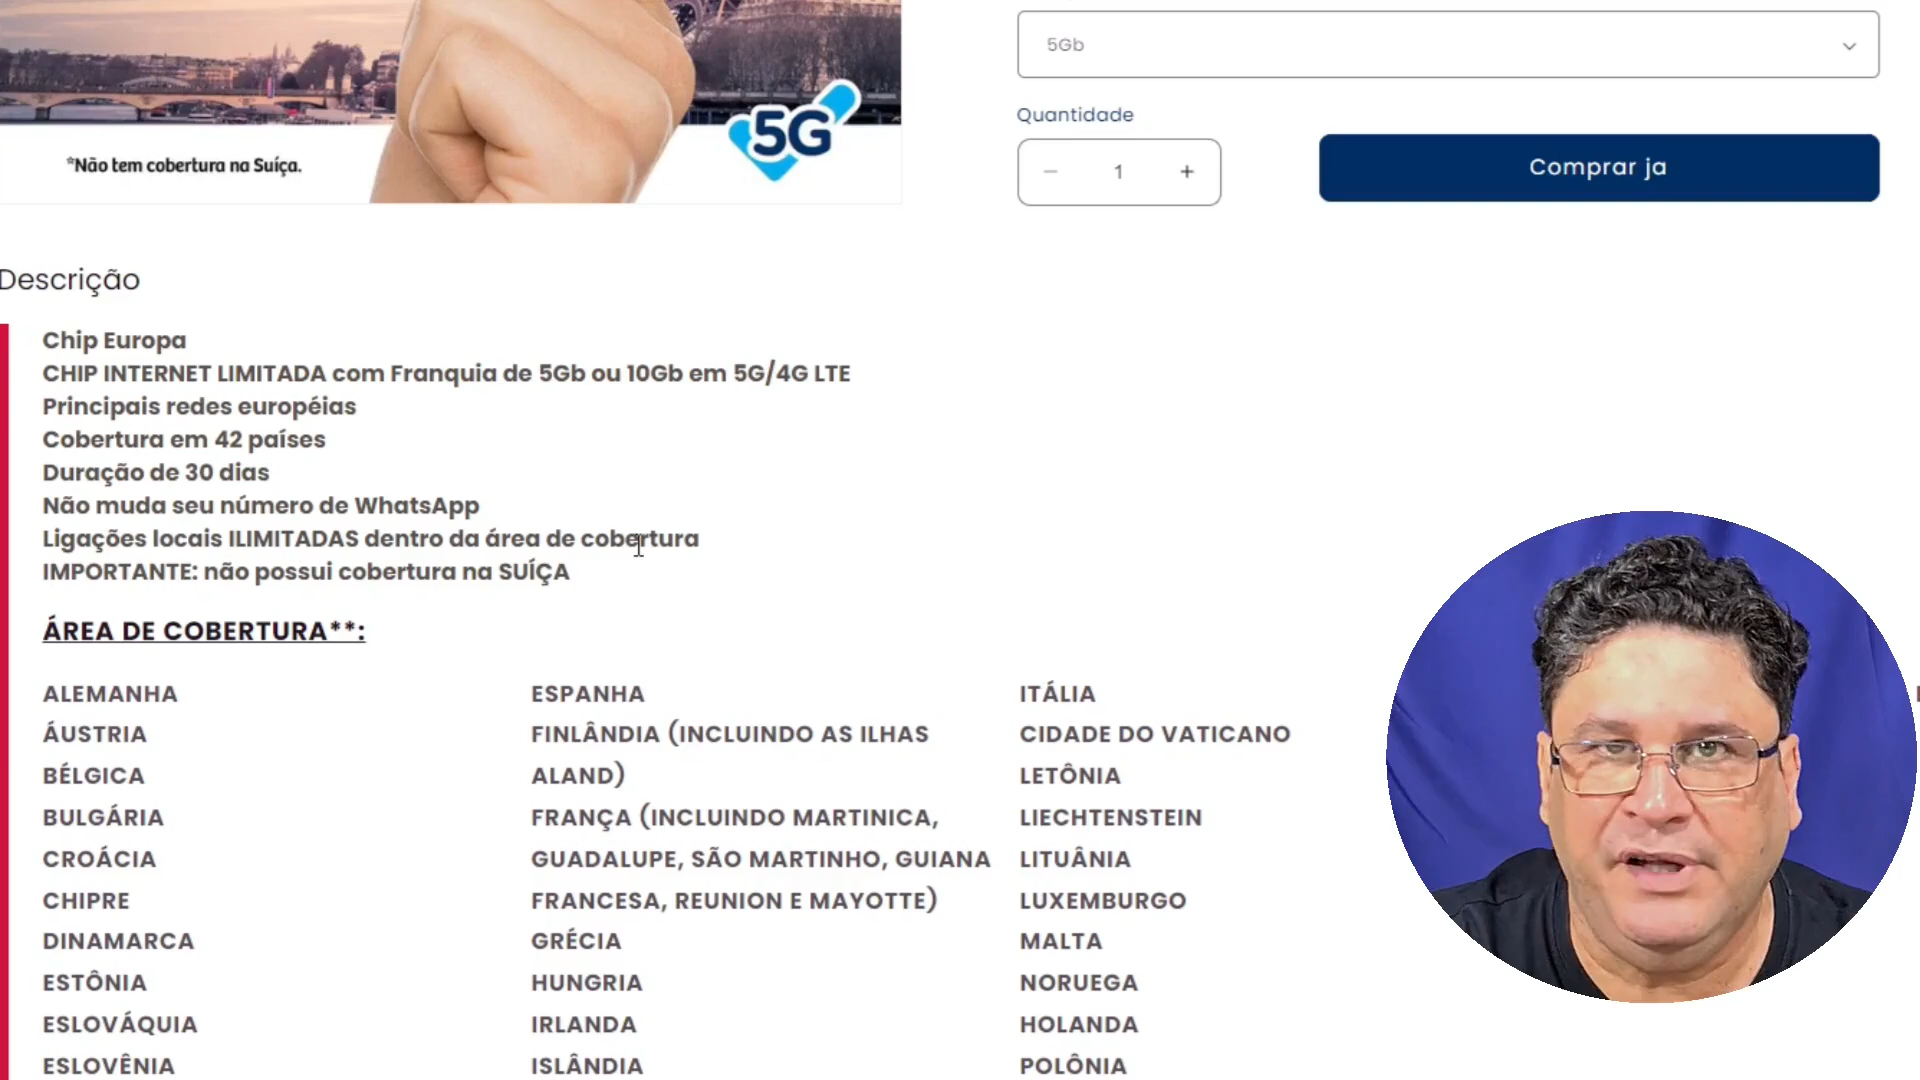 5Gb
Quantidade
− 1 +
Comprar ja
5G
*Não tem cobertura na Suíça.
Descrição
Chip Europa
CHIP INTERNET LIMITADA com Franquia de 5Gb ou 10Gb em 5G/4G LTE
Principais redes européias
Cobertura em 42 países
Duração de 30 dias
Não muda seu número de WhatsApp
Ligações locais ILIMITADAS dentro da área de cobertura
IMPORTANTE: não possui cobertura na SUÍÇA
ÁREA DE COBERTURA**:
ALEMANHA
ÁUSTRIA
BÉLGICA
BULGÁRIA
CROÁCIA
CHIPRE
DINAMARCA
ESTÔNIA
ESLOVÁQUIA
ESLOVÊNIA
ESPANHA
FINLÂNDIA (INCLUINDO AS ILHAS
ALAND)
FRANÇA (INCLUINDO MARTINICA,
GUADALUPE, SÃO MARTINHO, GUIANA
FRANCESA, REUNION E MAYOTTE)
GRÉCIA
HUNGRIA
IRLANDA
ISLÂNDIA
ITÁLIA
CIDADE DO VATICANO
LETÔNIA
LIECHTENSTEIN
LITUÂNIA
LUXEMBURGO
MALTA
NORUEGA
HOLANDA
POLÔNIA